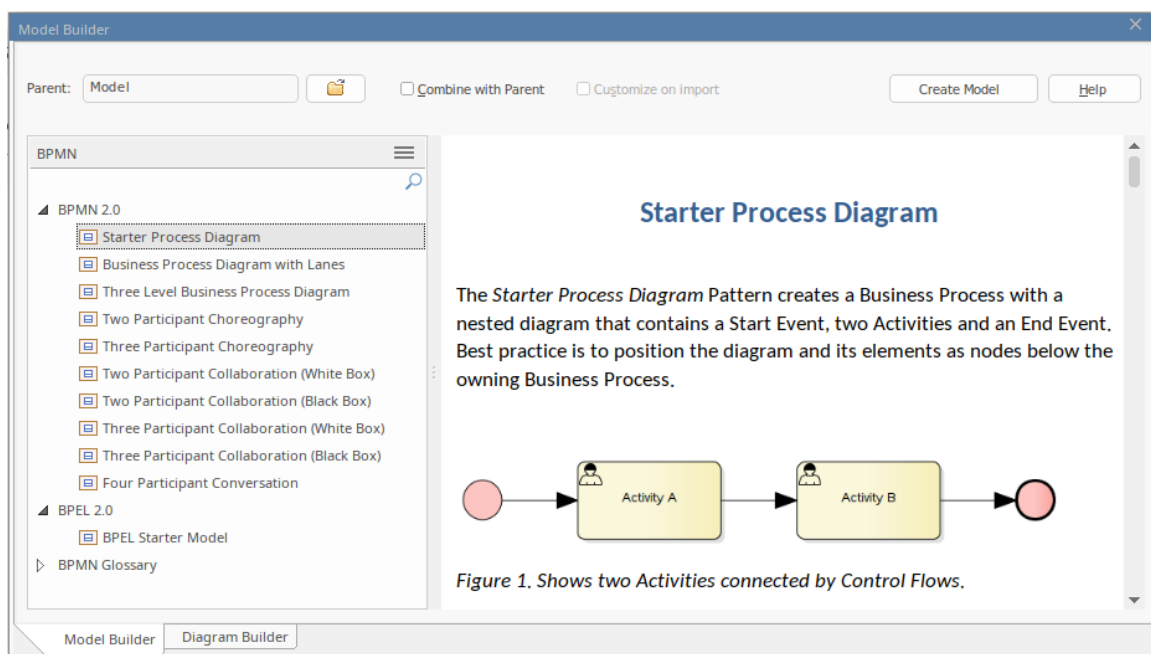 Model Builder
Parent:
Model
Combine with Parent
Customize on import
Create Model
Help
BPMN
BPMN 2.0
Starter Process Diagram
Business Process Diagram with Lanes
Three Level Business Process Diagram
Two Participant Choreography
Three Participant Choreography
Two Participant Collaboration (White Box)
Two Participant Collaboration (Black Box)
Three Participant Collaboration (White Box)
Three Participant Collaboration (Black Box)
Four Participant Conversation
BPEL 2.0
BPEL Starter Model
BPMN Glossary
Starter Process Diagram
The Starter Process Diagram Pattern creates a Business Process with a
nested diagram that contains a Start Event, two Activities and an End Event.
Best practice is to position the diagram and its elements as nodes below the
owning Business Process.
Activity A
Activity B
Figure 1. Shows two Activities connected by Control Flows.
Model Builder
Diagram Builder